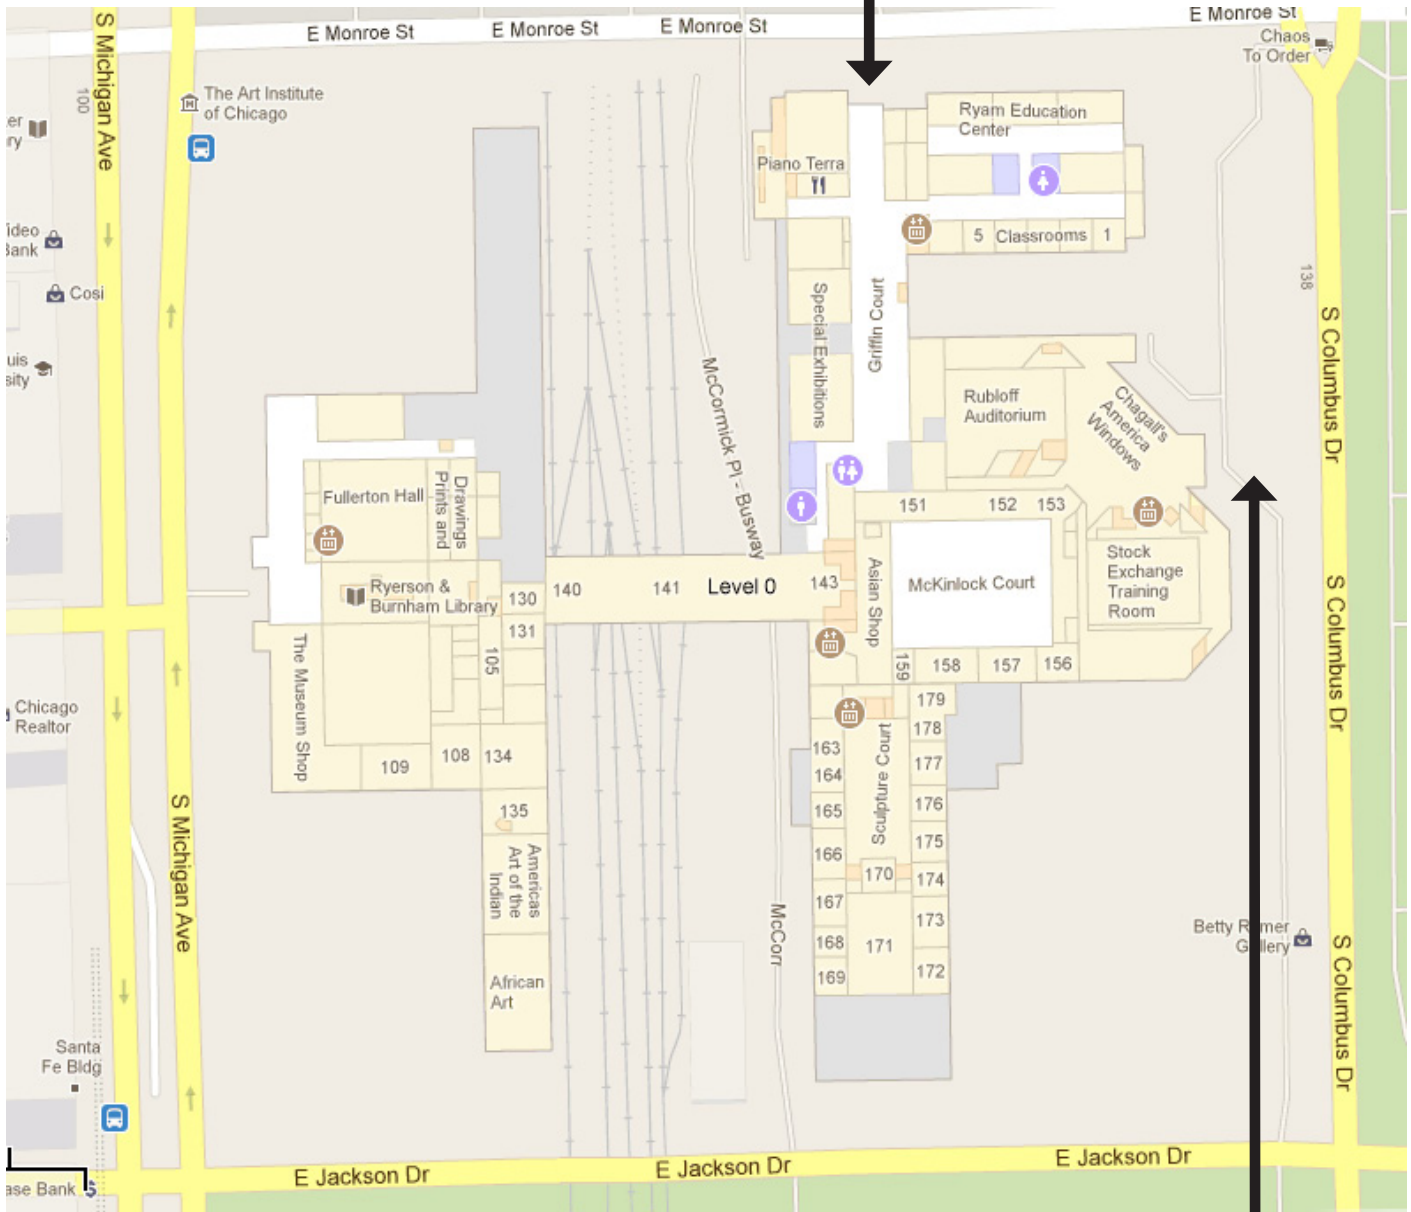 E Monroe St
E Monroe St
E Monroe St
E Monroe St
S Michigan Ave
100
Chaos
To Order
The Art Institute
of Chicago
Ryam Education
Center
Piano Terra
5
Classrooms
1
Bank
Cosi
138
Griffin Court
Special Exhibitions
S Columbus Dr
McCormick Pl - Busway
Rubloff
Auditorium
Chagall's
America
Windows
Fullerton Hall
Prints and
Drawings
151
152
153
Stock
Exchange
Training
Room
McKinlock Court
Asian Shop
Ryerson &
Burnham Library
130
140
141
Level 0
143
131
105
159
158
157
156
S Columbus Dr
The Museum Shop
Chicago
Realtor
179
178
177
176
175
174
173
172
163
164
165
166
167
168
169
Sculpture Court
170
171
109
108
134
135
Art of the
Indian
Americas
African
Art
S Michigan Ave
McCorr
Betty R mer
G llery
S Columbus Dr
Santa
Fe Bldg
ase Bank
E Jackson Dr
E Jackson Dr
E Jackson Dr